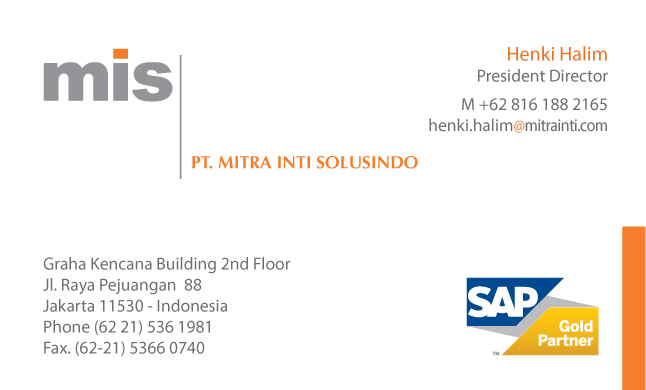 mis
Henki Halim
President Director
M +62 816 188 2165
henki.halim@mitrainti.com
PT. MITRA INTI SOLUSINDO
Graha Kencana Building 2nd Floor
Jl. Raya Pejuangan  88
Jakarta 11530 - Indonesia
Phone (62 21) 536 1981
Fax. (62-21) 5366 0740
SAP
Gold
Partner
TM